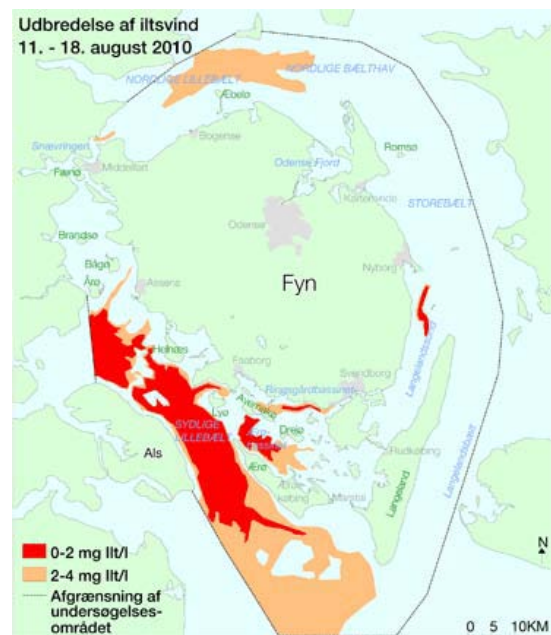 Udbredelse af iltsvind
11. - 18. august 2010
NORDLIGE LILLEBÆLT
NORDLIGE BÆLTHAV
Æbelø
Bogense
Snævringen
Middelfart
Fænø
Odense Fjord
Romsø
Kerteminde
STOREBÆLT
Brandsø
Odense
Bågø
Årø
Assens
Fyn
Nyborg
Helnæs
Faaborg
Svendborg
Ringsgårdbassinet
Lyø
Avernakø
Drejø
SYDLIGE
LILLEBÆLT
Als
Ærø
Rudkøbing
Marstal
Langeland
Langelandsbælt
0-2 mg Ilt/l
2-4 mg Ilt/l
Afgrænsning af
undersøgelses-
området
N
0 5 10KM